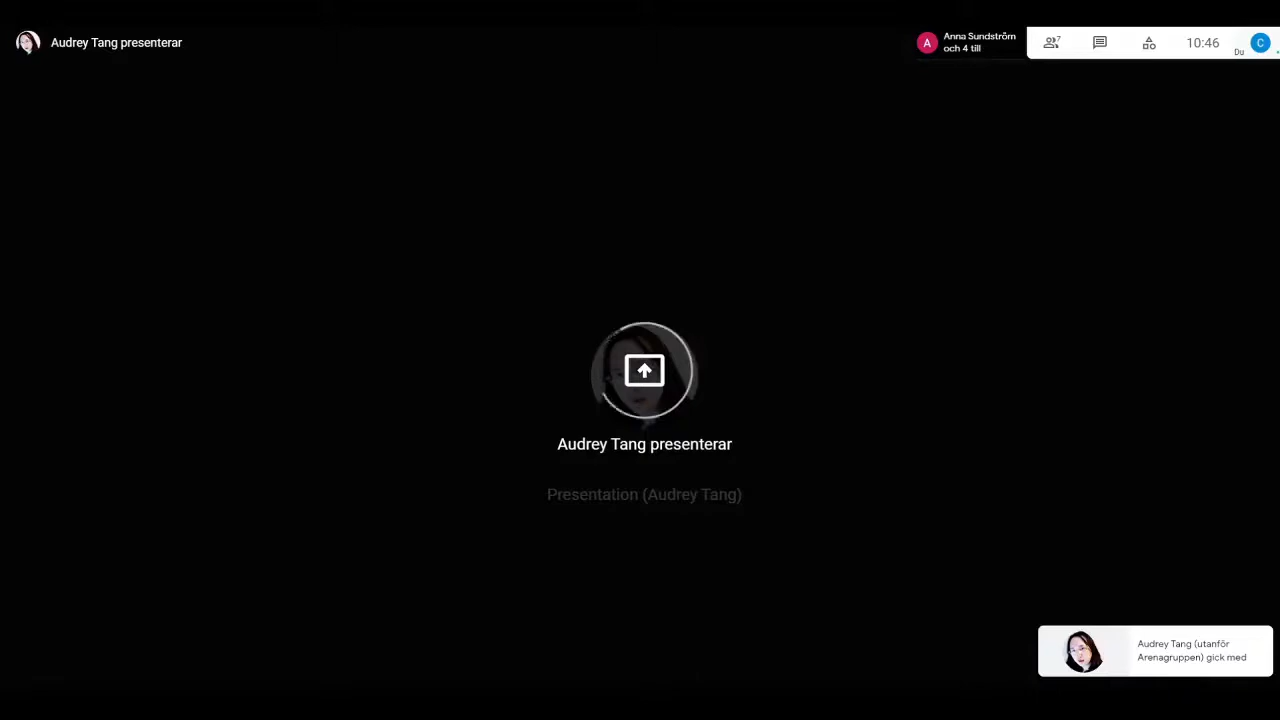 Audrey Tang presenterar
A
Anna Sundström
och 4 till
7
10:46
Du
C
Audrey Tang presenterar
Presentation (Audrey Tang)
Audrey Tang (utanför
Arenagruppen) gick med